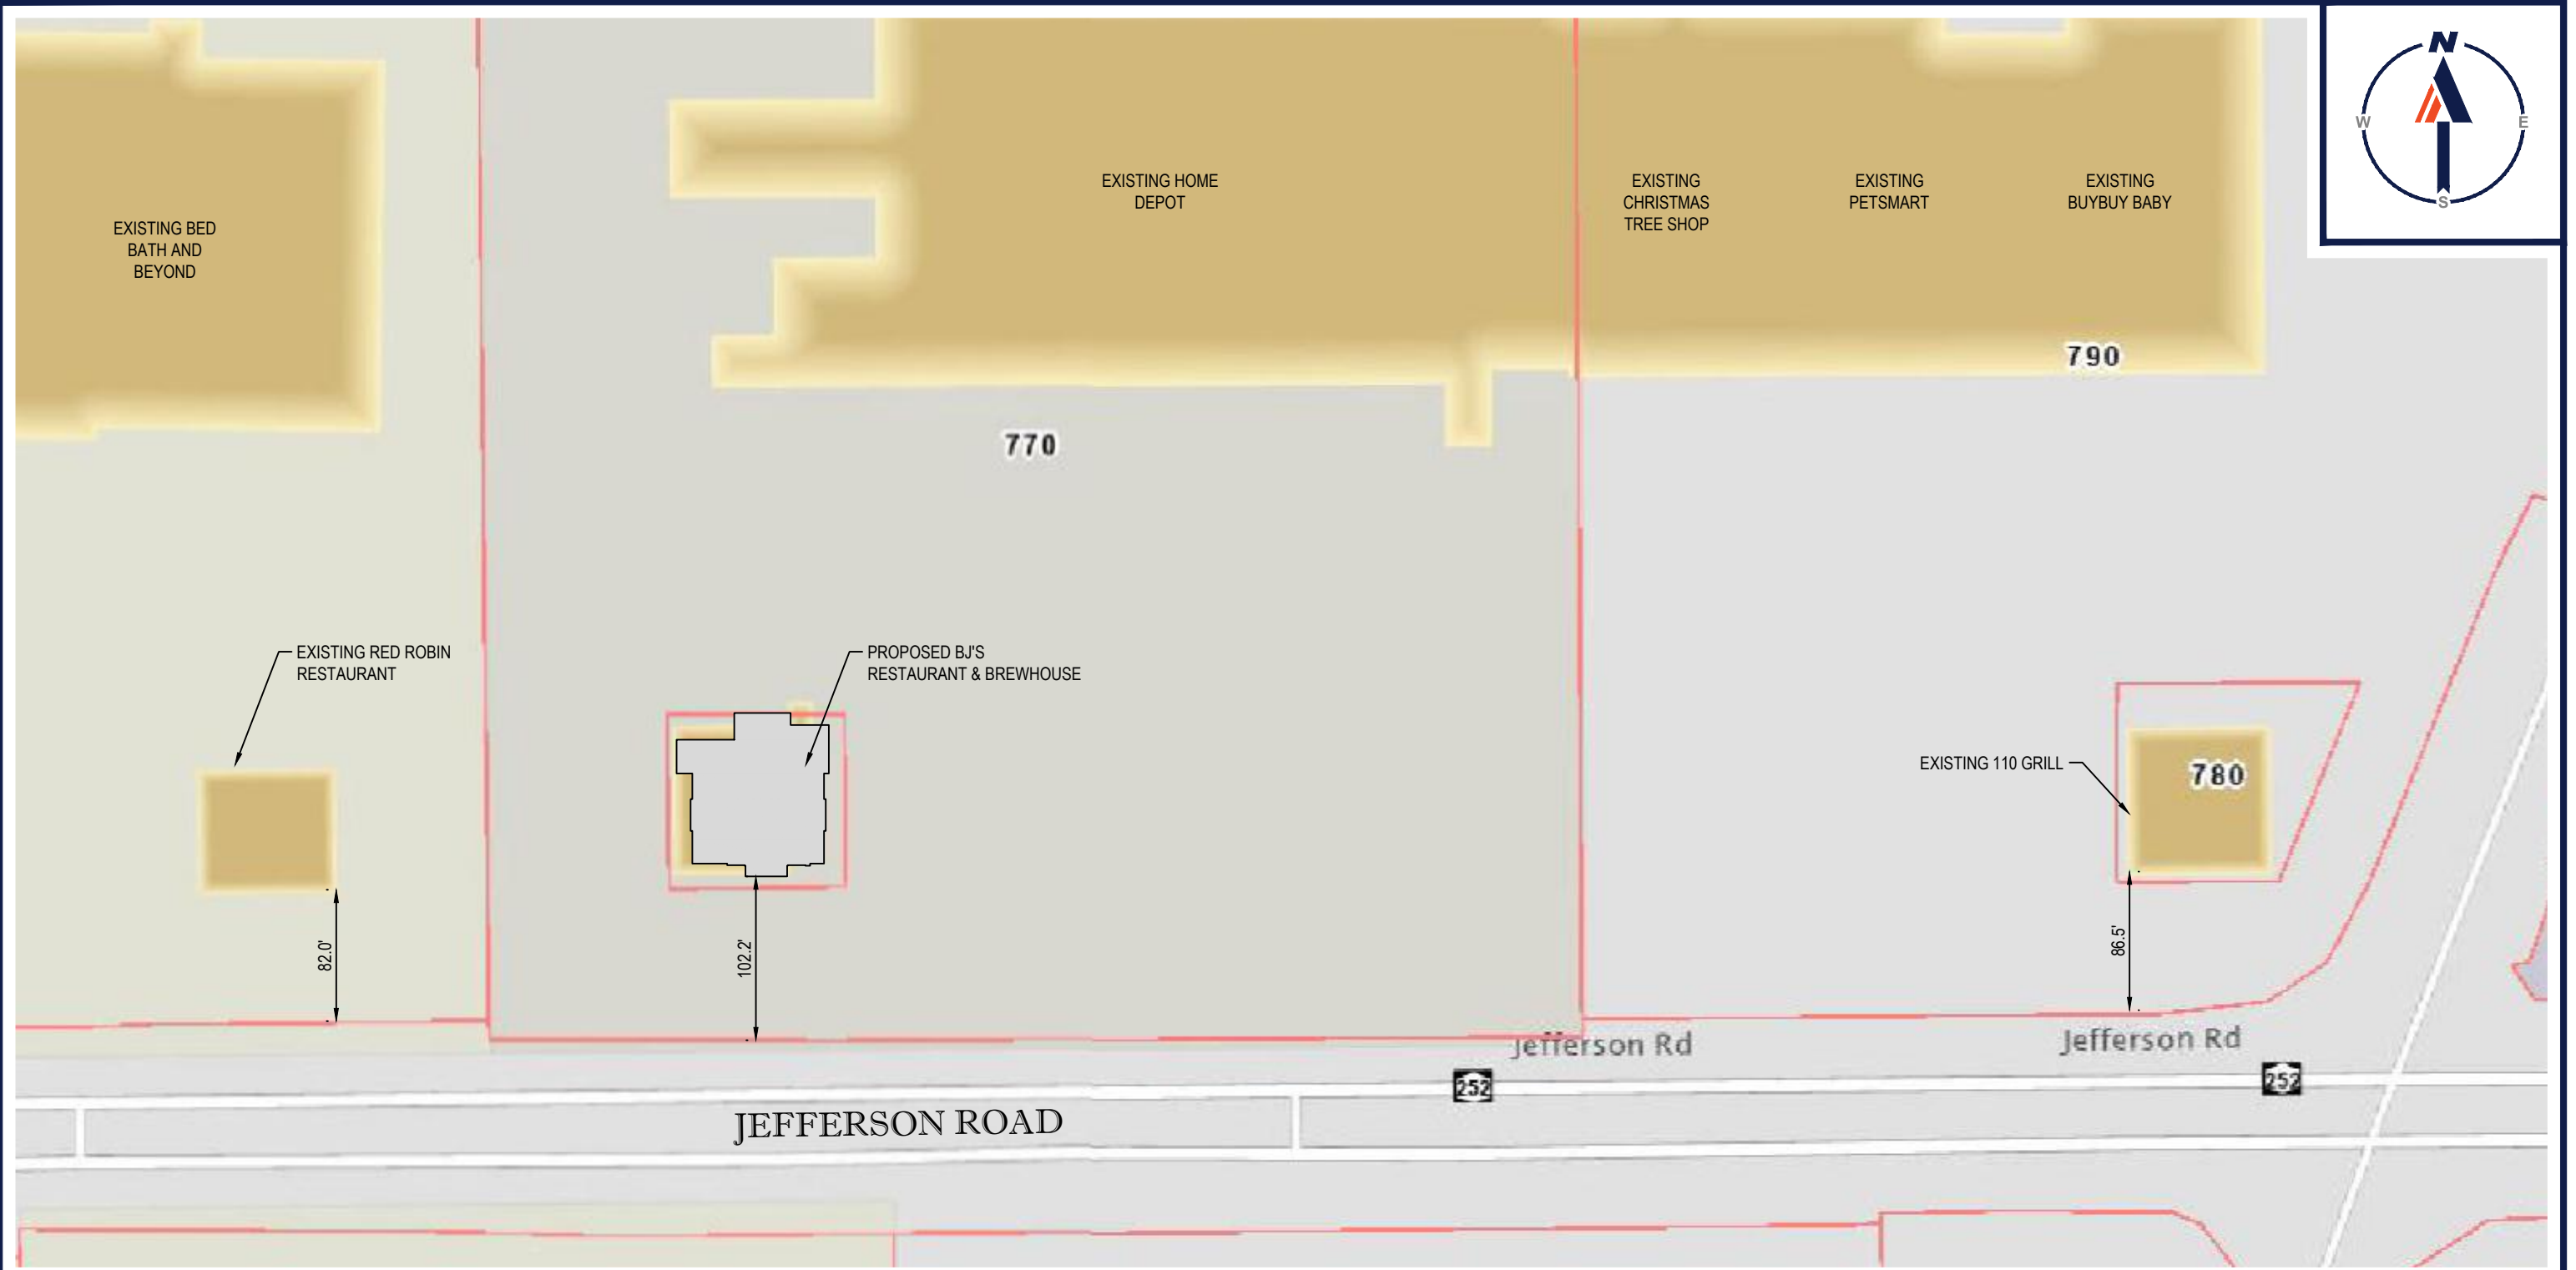 N
W
E
S
EXISTING BED
BATH AND
BEYOND
EXISTING HOME
DEPOT
EXISTING
CHRISTMAS
TREE SHOP
EXISTING
PETSMART
EXISTING
BUYBUY BABY
790
770
EXISTING RED ROBIN
RESTAURANT
PROPOSED BJ'S
RESTAURANT & BREWHOUSE
EXISTING 110 GRILL
780
82.0'
102.2'
86.5'
Jefferson Rd
Jefferson Rd
252
252
JEFFERSON ROAD